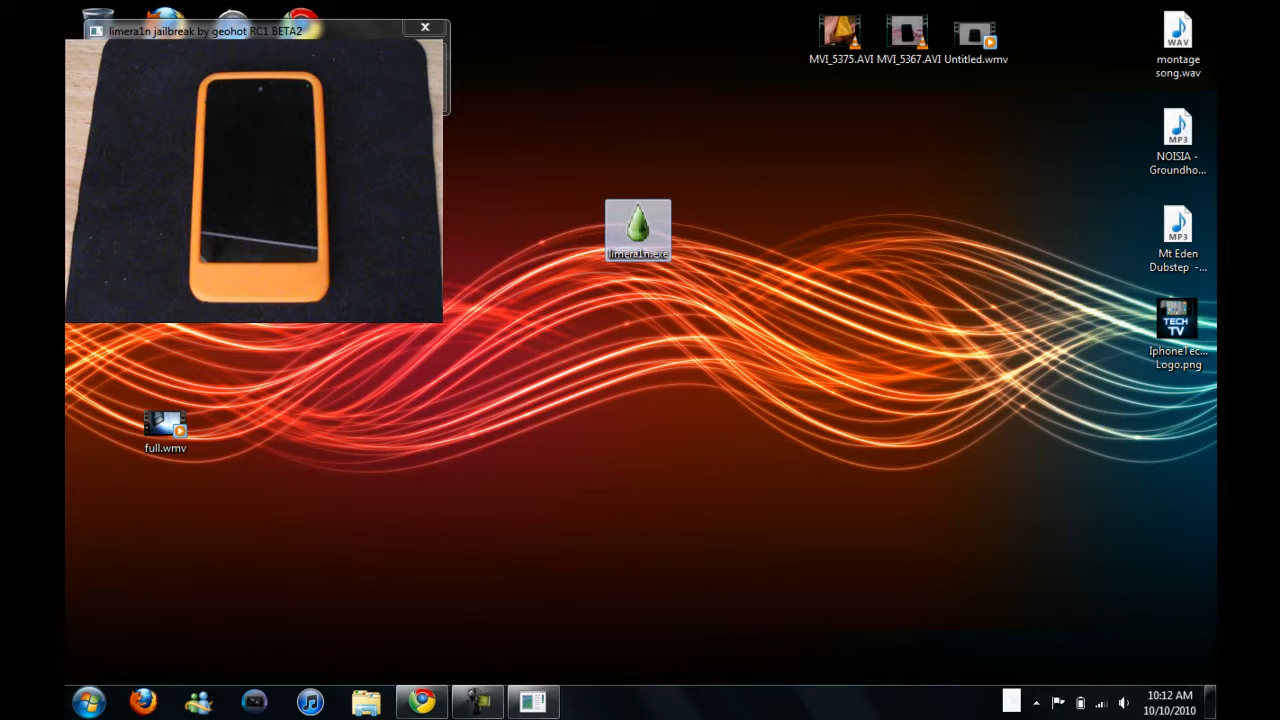 limera1n jailbreak by geohot RC1 BETA2
MVI_5375.AVI
MVI_5367.AVI
Untitled.wmv
montage
song.wav
WAV
MP3
NOISIA -
Groundho...
limera1n.exe
MP3
Mt Eden
Dubstep -...
TECH
TV
IphoneTec...
Logo.png
full.wmv
10:12 AM
10/10/2010